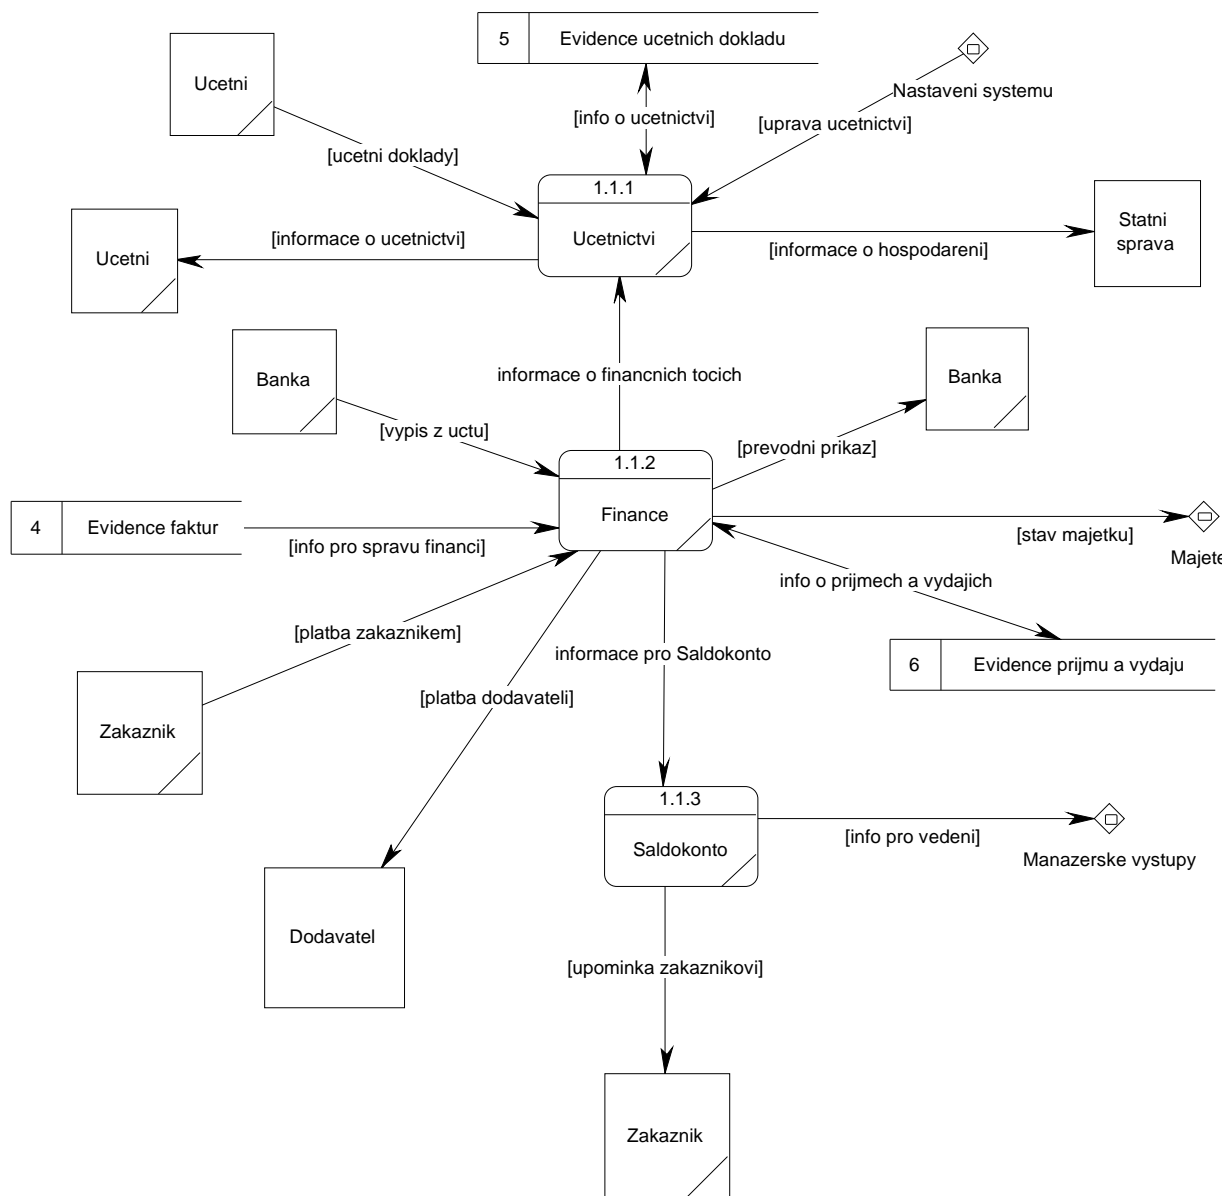 5 Evidence ucetnich dokladu
Ucetni
Nastaveni systemu
[info o ucetnictvi]
[uprava ucetnictvi]
[ucetni doklady]
1.1.1
Ucetnictvi
Statni
sprava
[informace o ucetnictvi]
[informace o hospodareni]
Ucetni
informace o financnich tocich
Banka
Banka
[vypis z uctu]
[prevodni prikaz]
1.1.2
Finance
4 Evidence faktur
[info pro spravu financi]
[stav majetku]
Majete
info o prijmech a vydajich
[platba zakaznikem]
informace pro Saldokonto
6 Evidence prijmu a vydaju
[platba dodavateli]
Zakaznik
1.1.3
Saldokonto
[info pro vedeni]
Manazerske vystupy
Dodavatel
[upominka zakaznikovi]
Zakaznik